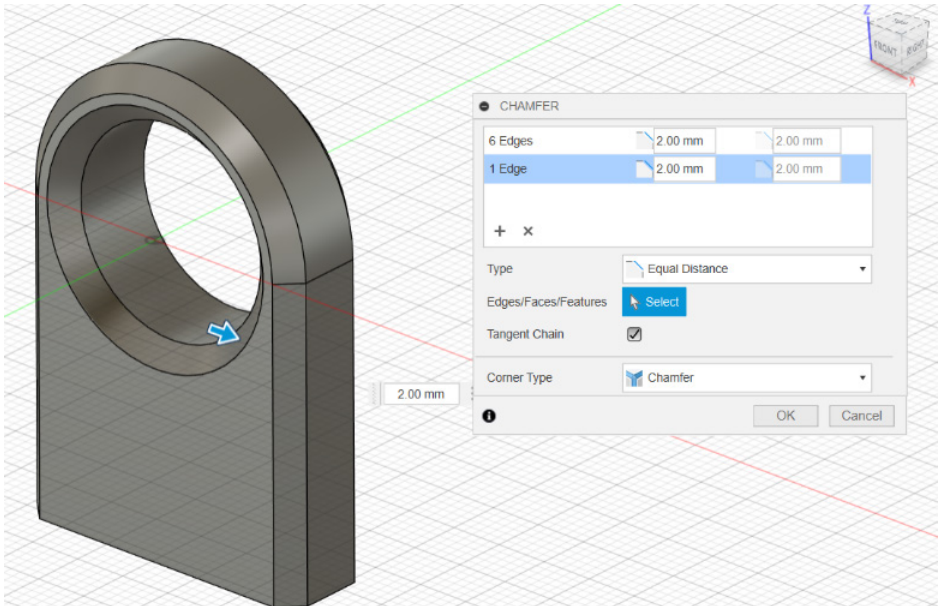 Z
FRONT RIGHT
X
CHAMFER
6 Edges 2.00 mm 2.00 mm
1 Edge 2.00 mm 2.00 mm
+ ×
Type Equal Distance
Edges/Faces/Features Select
Tangent Chain
2.00 mm
Corner Type Chamfer
OK Cancel